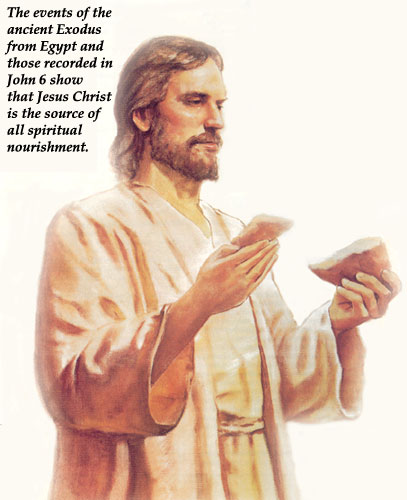 The events of the
ancient Exodus
from Egypt and
those recorded in
John 6 show
that Jesus Christ
is the source of
all spiritual
nourishment.